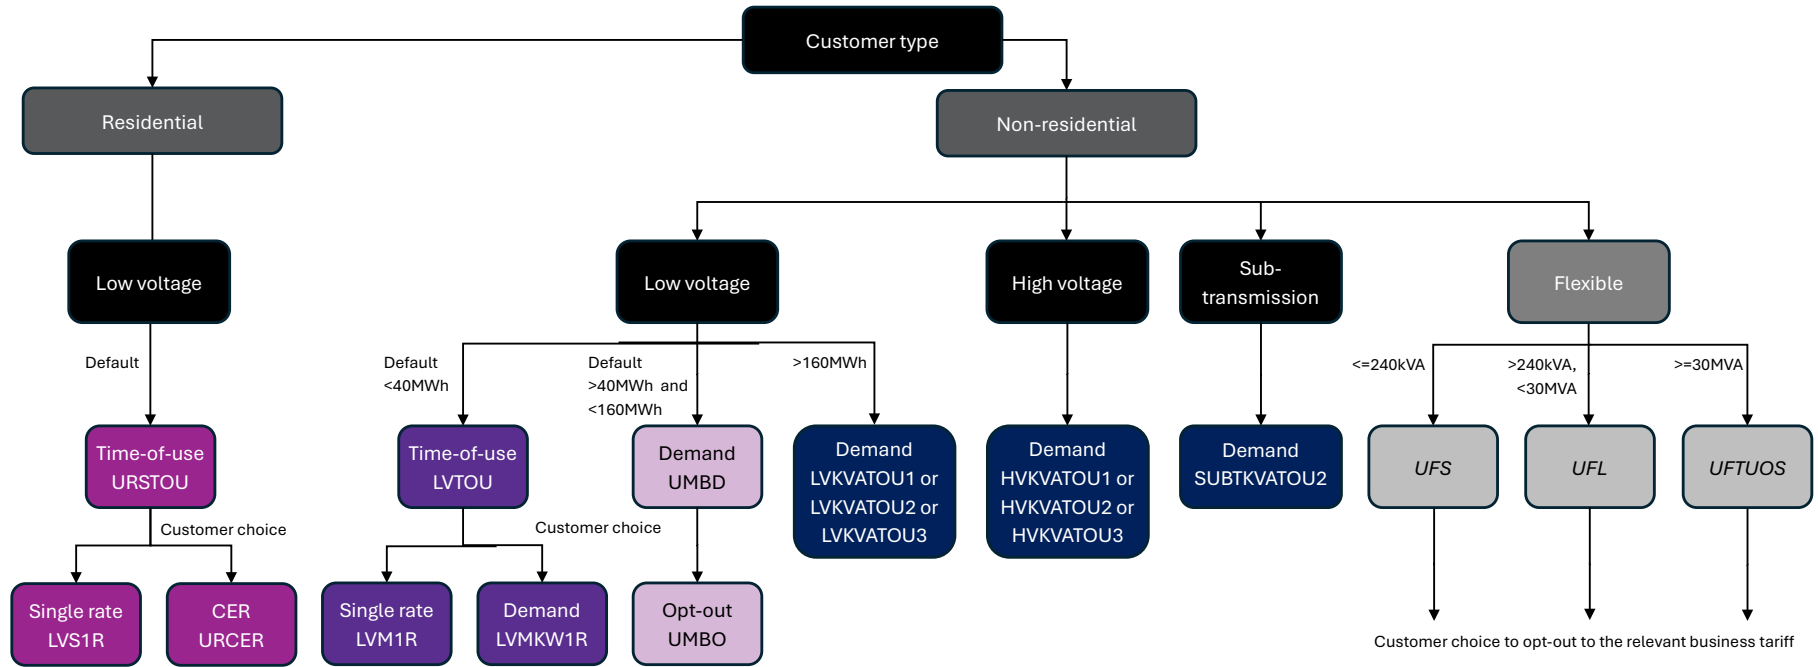 Customer type
Residential
Non-residential
Low voltage
Low voltage
High voltage
Sub-
transmission
Flexible
Default
Default
<40MWh
Default
>40MWh and
<160MWh
>160MWh
<=240kVA
>240kVA,
<30MVA
>=30MVA
Time-of-use
URSTOU
Time-of-use
LVTOU
Demand
UMBD
Demand
LVKVATOU1 or
LVKVATOU2 or
LVKVATOU3
Demand
HVKVATOU1 or
HVKVATOU2 or
HVKVATOU3
Demand
SUBTKVATOU2
UFS
UFL
UFTUOS
Customer choice
Customer choice
Single rate
LVS1R
CER
URCER
Single rate
LVM1R
Demand
LVMKW1R
Opt-out
UMBO
Customer choice to opt-out to the relevant business tariff